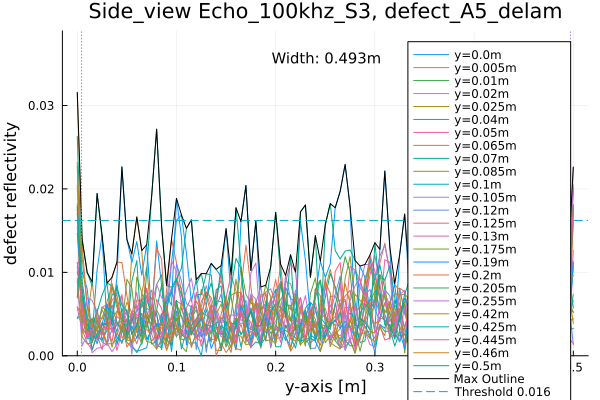 Side_view Echo_100khz_S3, defect_A5_delam
Width: 0.493m
defect reflectivity
0.03
0.02
0.01
0.00
0.0
0.1
0.2
0.3
.5
y-axis [m]
y=0.0m
y=0.005m
y=0.01m
y=0.02m
y=0.025m
y=0.04m
y=0.05m
y=0.065m
y=0.07m
y=0.085m
y=0.1m
y=0.105m
y=0.12m
y=0.125m
y=0.13m
y=0.175m
y=0.19m
y=0.2m
y=0.205m
y=0.255m
y=0.42m
y=0.425m
y=0.445m
y=0.46m
y=0.5m
Max Outline
Threshold 0.016